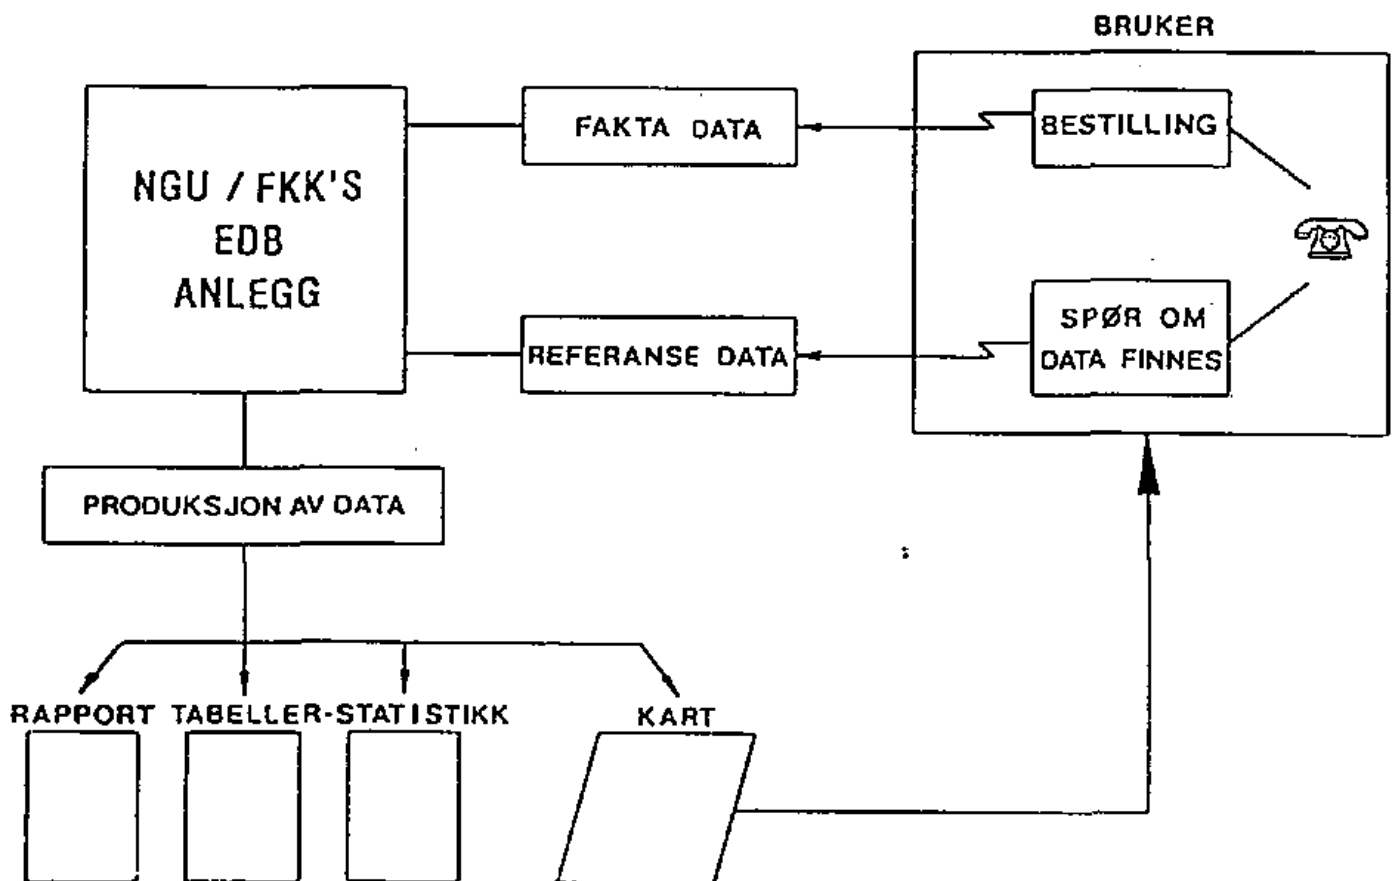 BRUKER
FAKTA DATA
BESTILLING
NGU / FKK'S
EDB
ANLEGG
REFERANSE DATA
SPØR OM
DATA FINNES
PRODUKSJON AV DATA
RAPPORT TABELLER-STATISTIKK KART